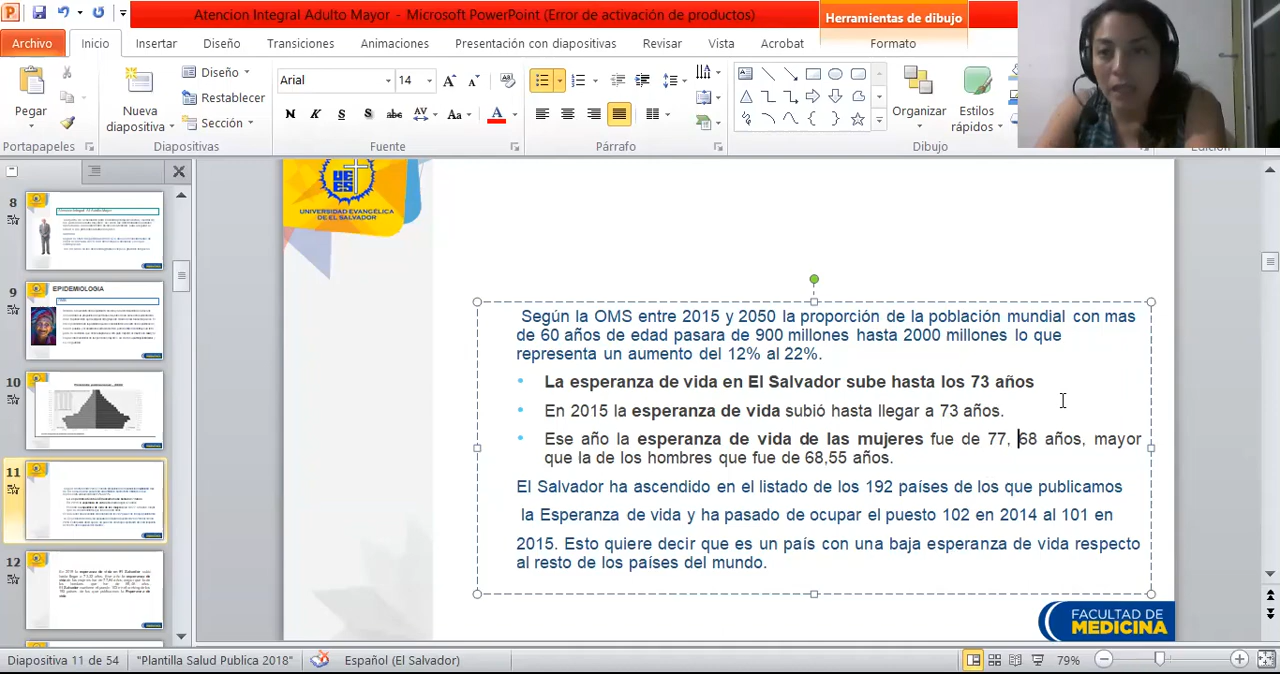 Atencion Integral Adulto Mayor - Microsoft PowerPoint (Error de activación de productos)
Herramientas de dibujo
Archivo
Inicio
Insertar
Diseño
Transiciones
Animaciones
Presentación con diapositivas
Revisar
Vista
Acrobat
Formato
Pegar
Portapapeles
Nueva
diapositiva
Diseño
Restablecer
Sección
Diapositivas
Arial
14
Fuente
Párrafo
Organizar
Estilos
rápidos
Dibujo
Edición
8
9
EPIDEMIOLOGIA
10
11
12
UEES
UNIVERSIDAD EVANGÉLICA
DE EL SALVADOR
Según la OMS entre 2015 y 2050 la proporción de la población mundial con mas
de 60 años de edad pasara de 900 millones hasta 2000 millones lo que
representa un aumento del 12% al 22%.
• La esperanza de vida en El Salvador sube hasta los 73 años
• En 2015 la esperanza de vida subió hasta llegar a 73 años.
• Ese año la esperanza de vida de las mujeres fue de 77, 68 años, mayor
que la de los hombres que fue de 68,55 años.
El Salvador ha ascendido en el listado de los 192 países de los que publicamos
la Esperanza de vida y ha pasado de ocupar el puesto 102 en 2014 al 101 en
2015. Esto quiere decir que es un país con una baja esperanza de vida respecto
al resto de los países del mundo.
FACULTAD DE
MEDICINA
Diapositiva 11 de 54
"Plantilla Salud Publica 2018"
Español (El Salvador)
79%